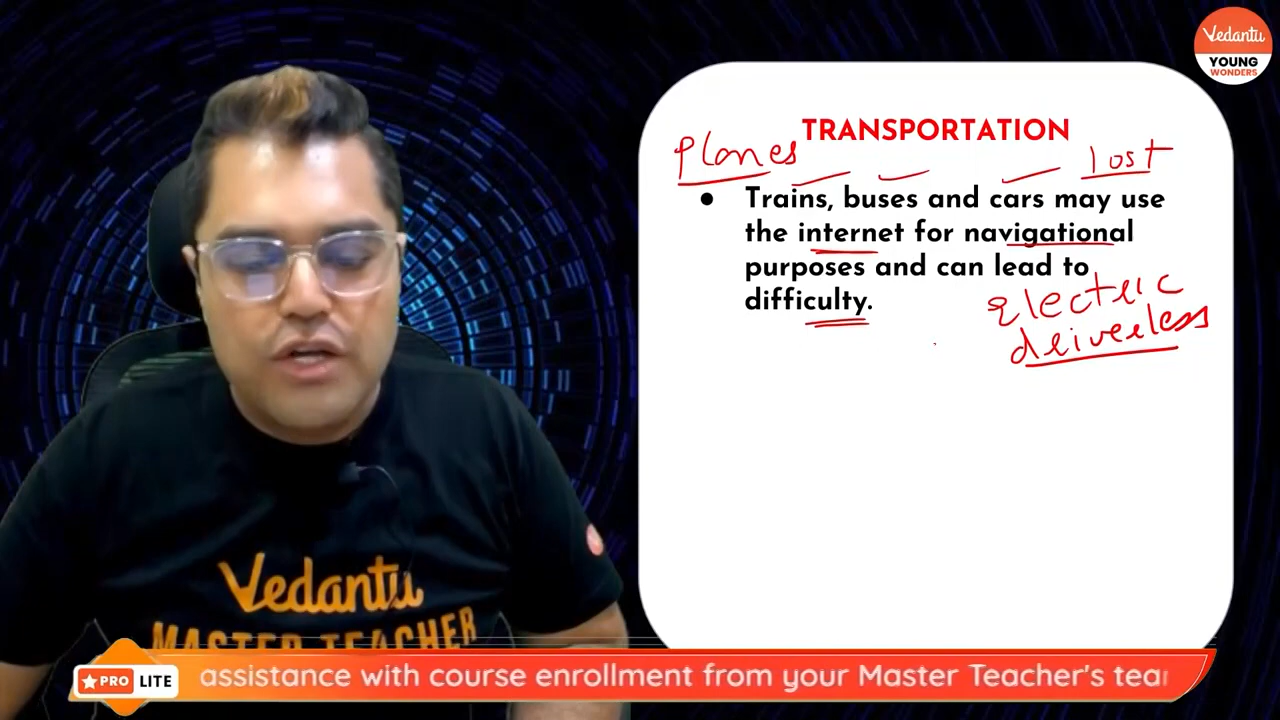 Vedantu
YOUNG
WONDERS
TRANSPORTATION
Planes
lost
● Trains, buses and cars may use
the internet for navigational
purposes and can lead to
difficulty.
Electric
driverless
Vedantu
MASTER TEACHER
PRO LITE
assistance with course enrollment from your Master Teacher's tea